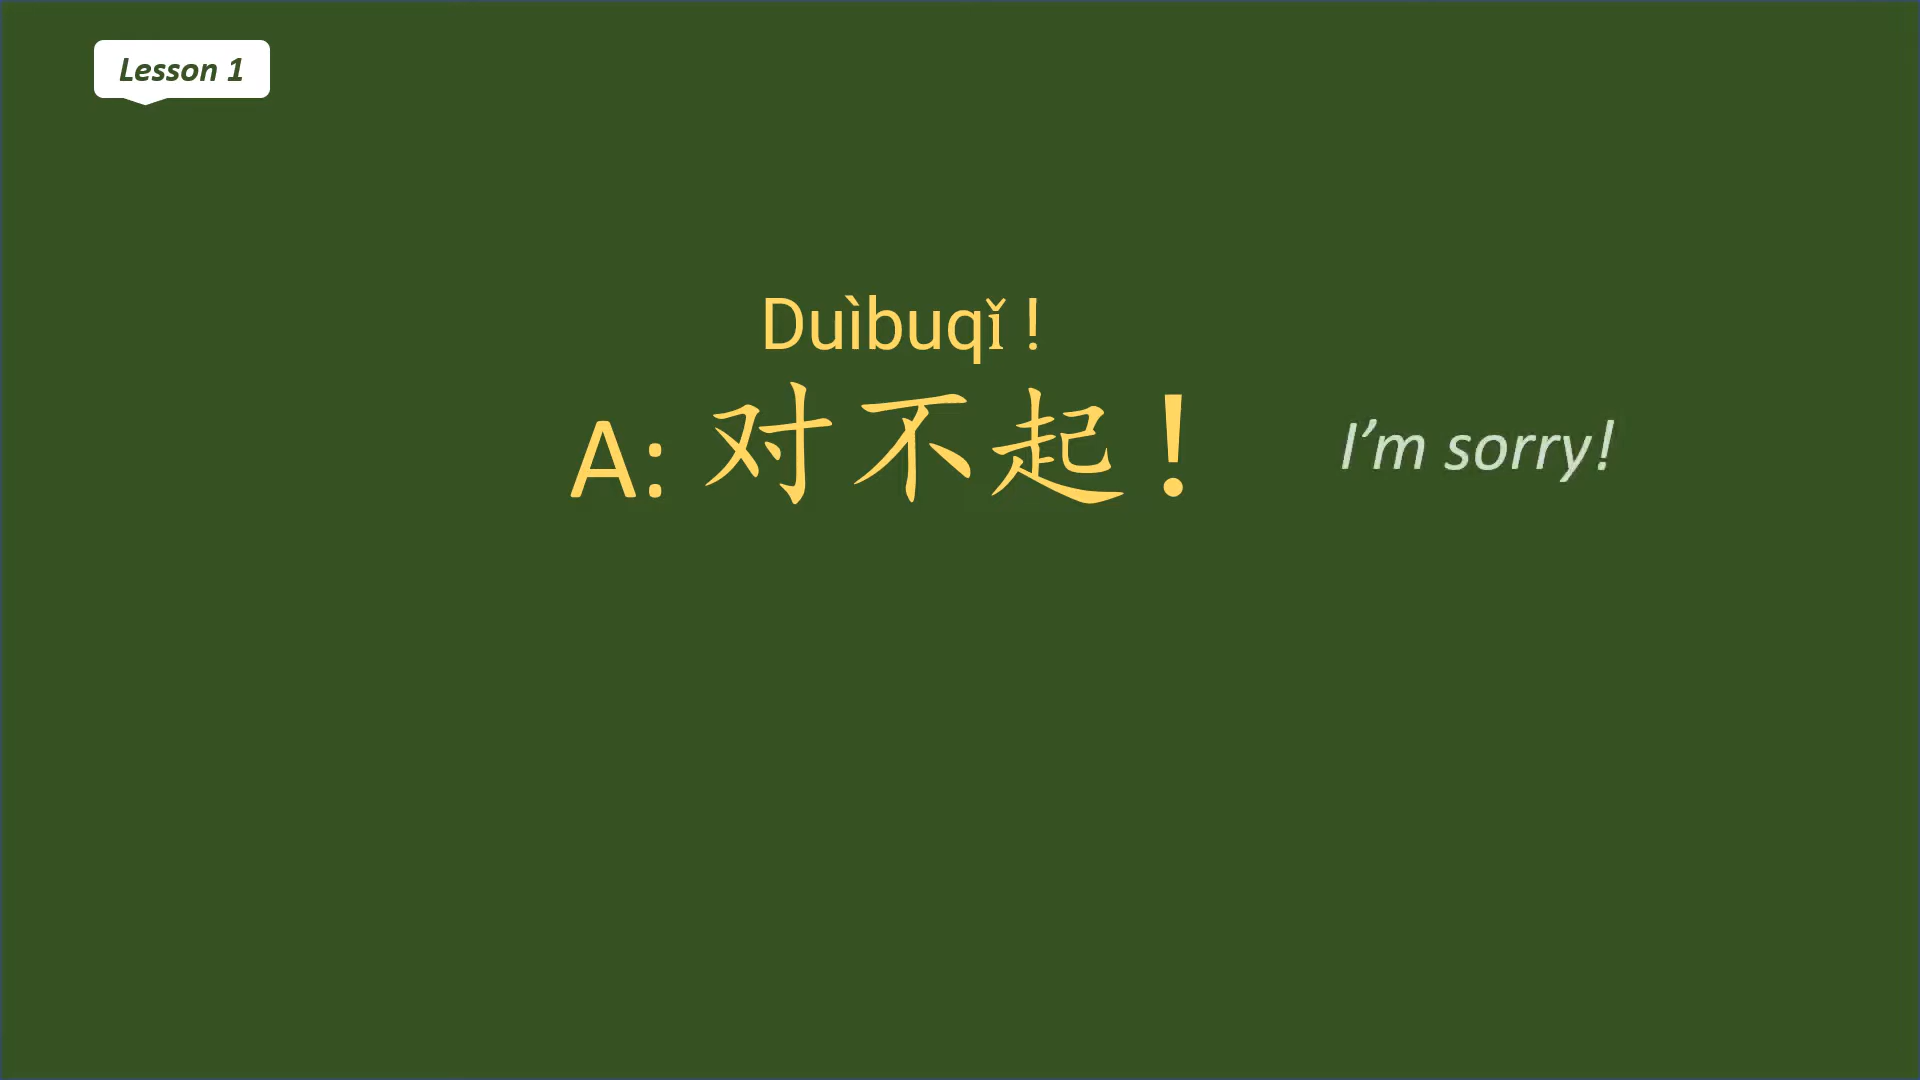 Lesson 1
Duìbuqǐ !
A: 对不起！
I’m sorry!